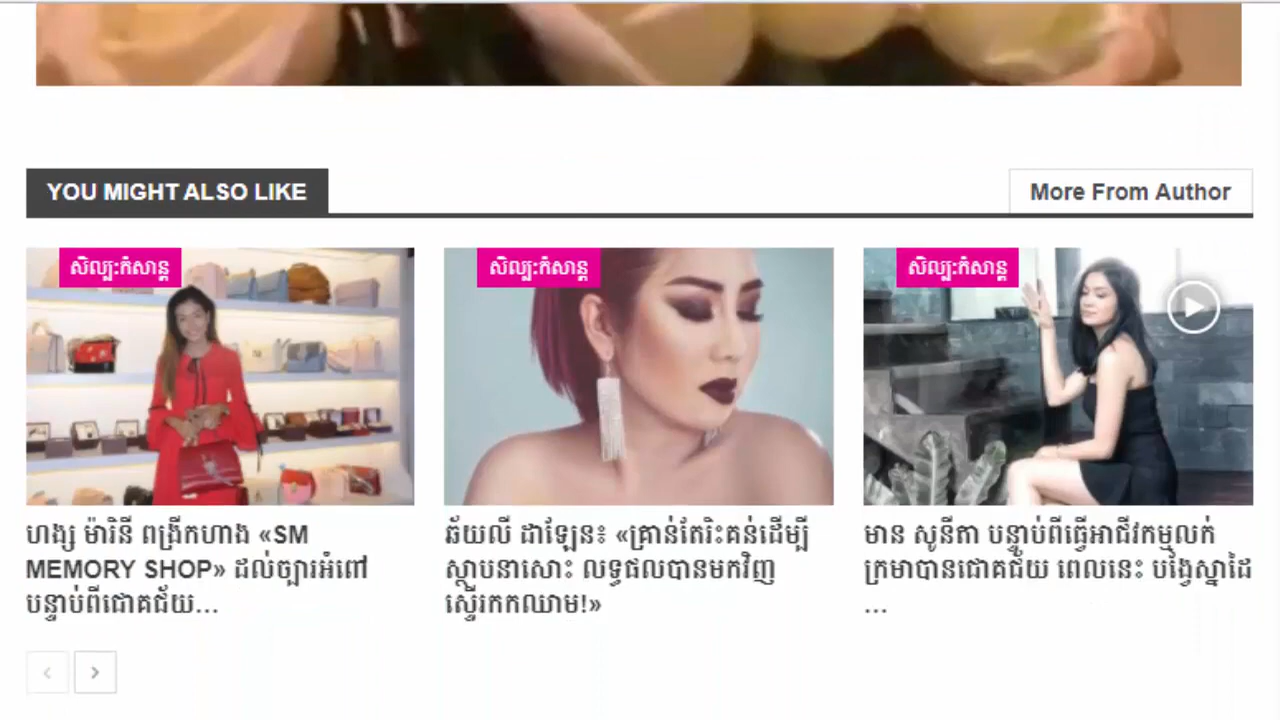 YOU MIGHT ALSO LIKE
More From Author
សិល្បៈកំសាន្ត
សិល្បៈកំសាន្ត
សិល្បៈកំសាន្ត
ហង្ស ម៉ារិនី ពង្រីកហាង «SM
MEMORY SHOP» ដល់ច្បារអំពៅ
បន្ទាប់ពីជោគជ័យ...
ឆ័យលី ដាឡែន៖ «គ្រាន់តែរិះគន់ដើម្បី
ស្ថាបនាសោះ លទ្ធផលបានមកវិញ
ស្ទើរកកឈាម!»
មាន សូនីតា បន្ទាប់ពីធ្វើអាជីវកម្មលក់
ក្រមាបានជោគជ័យ ពេលនេះ បង្វែស្នាដៃ
...